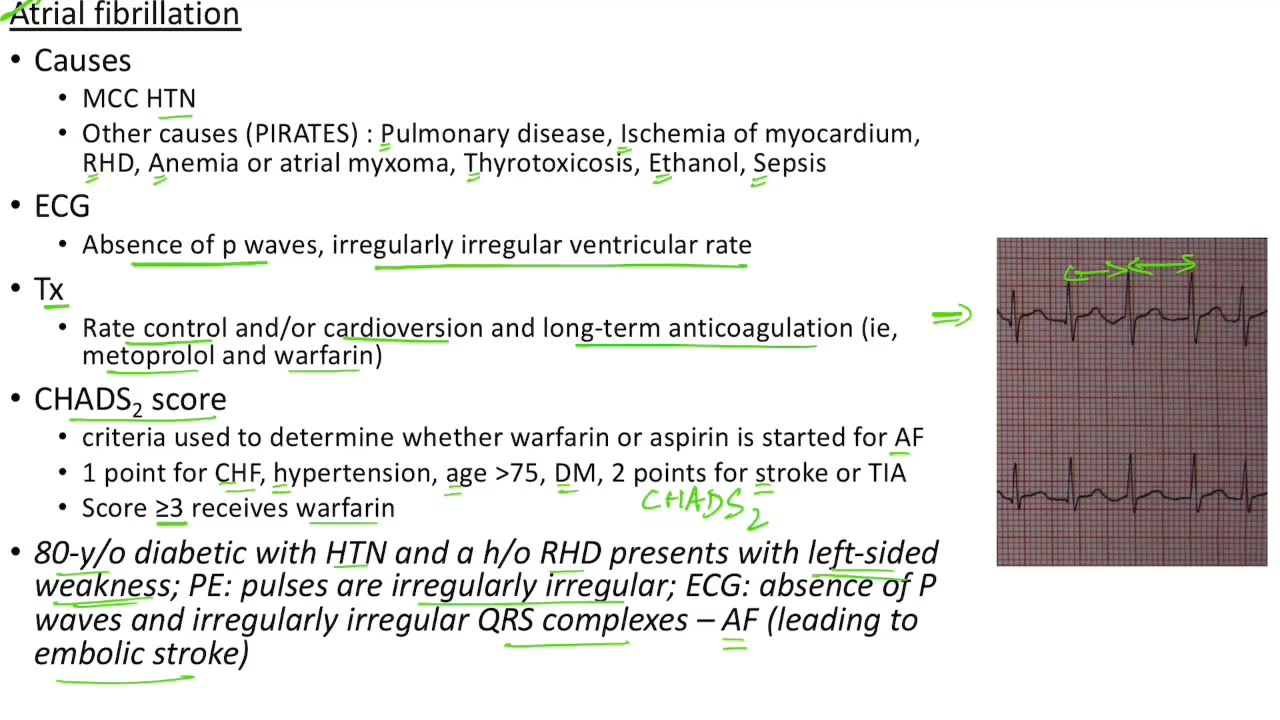 Atrial fibrillation
• Causes
• MCC HTN
• Other causes (PIRATES) : Pulmonary disease, Ischemia of myocardium,
RHD, Anemia or atrial myxoma, Thyrotoxicosis, Ethanol, Sepsis
• ECG
• Absence of p waves, irregularly irregular ventricular rate
• Tx
• Rate control and/or cardioversion and long-term anticoagulation (ie,
metoprolol and warfarin)
• CHADS2 score
• criteria used to determine whether warfarin or aspirin is started for AF
• 1 point for CHF, hypertension, age >75, DM, 2 points for stroke or TIA
• Score ≥3 receives warfarin
CHADS2
• 80-y/o diabetic with HTN and a h/o RHD presents with left-sided
weakness; PE: pulses are irregularly irregular; ECG: absence of P
waves and irregularly irregular QRS complexes – AF (leading to
embolic stroke)